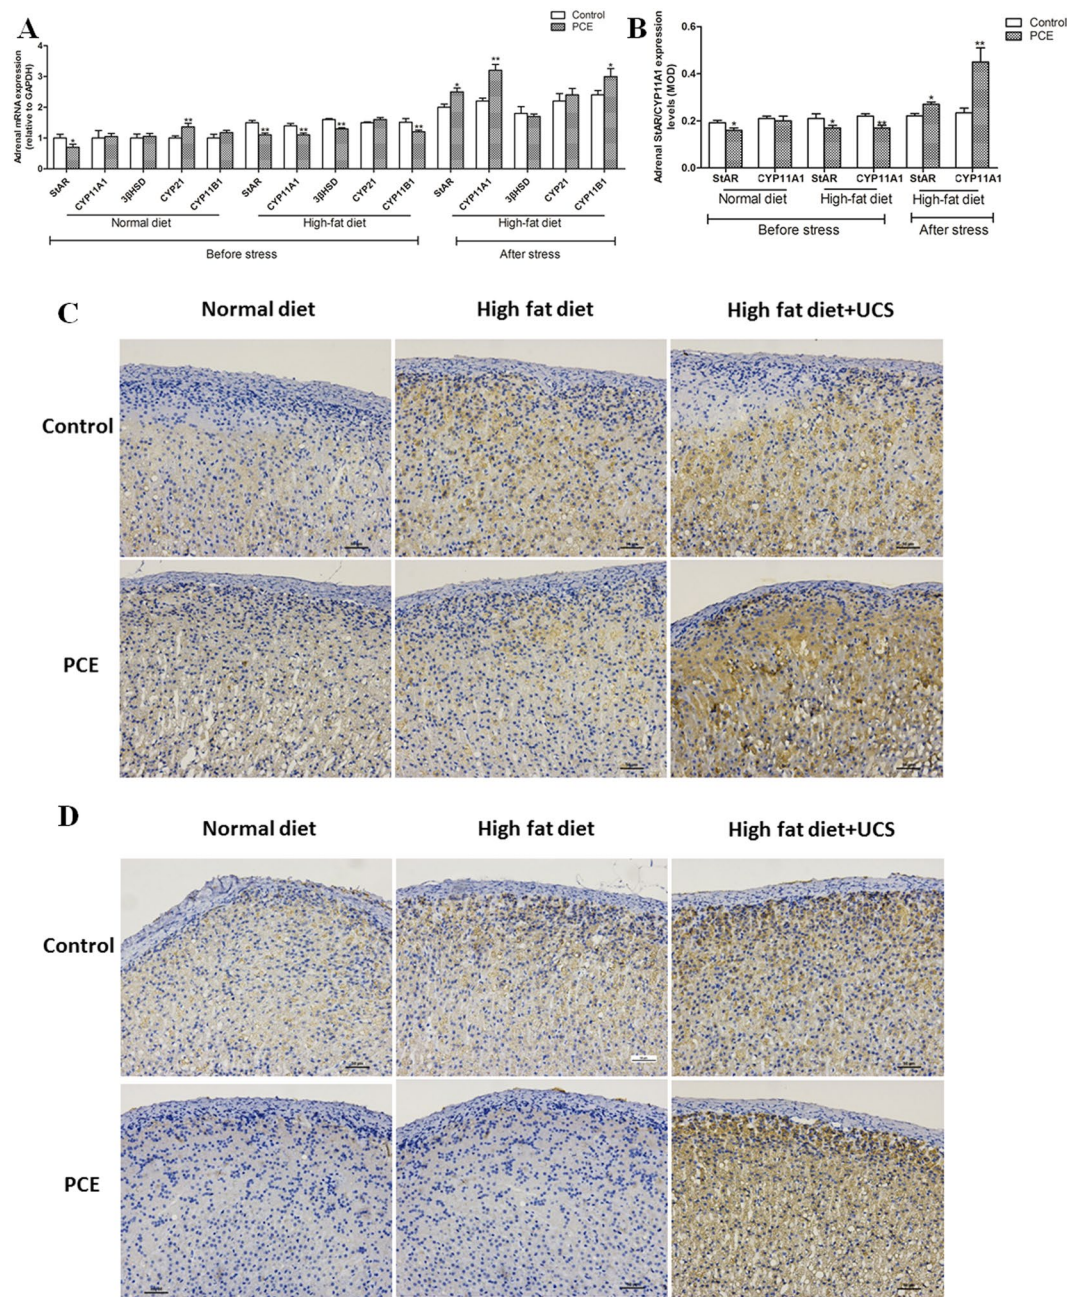 A
Control
PCE
Adrenal mRNA expression
(relative to GAPDH)
4
3
2
1
0
*
**
**
**
**
**
*
**
*
StAR
CYP11A1
3βHSD
CYP21
CYP11B1
StAR
CYP11A1
3βHSD
CYP21
CYP11B1
StAR
CYP11A1
3βHSD
CYP21
CYP11B1
Normal diet
High-fat diet
High-fat diet
Before stress
After stress
B
Control
PCE
Adrenal StAR/CYP11A1 expression
levels (MOD)
0.6
0.4
0.2
0.0
*
*
**
*
**
StAR CYP11A1 StAR CYP11A1 StAR CYP11A1
Normal diet High-fat diet High-fat diet
Before stress After stress
C
Normal diet High fat diet High fat diet+UCS
Control
PCE
D
Normal diet High fat diet High fat diet+UCS
Control
PCE